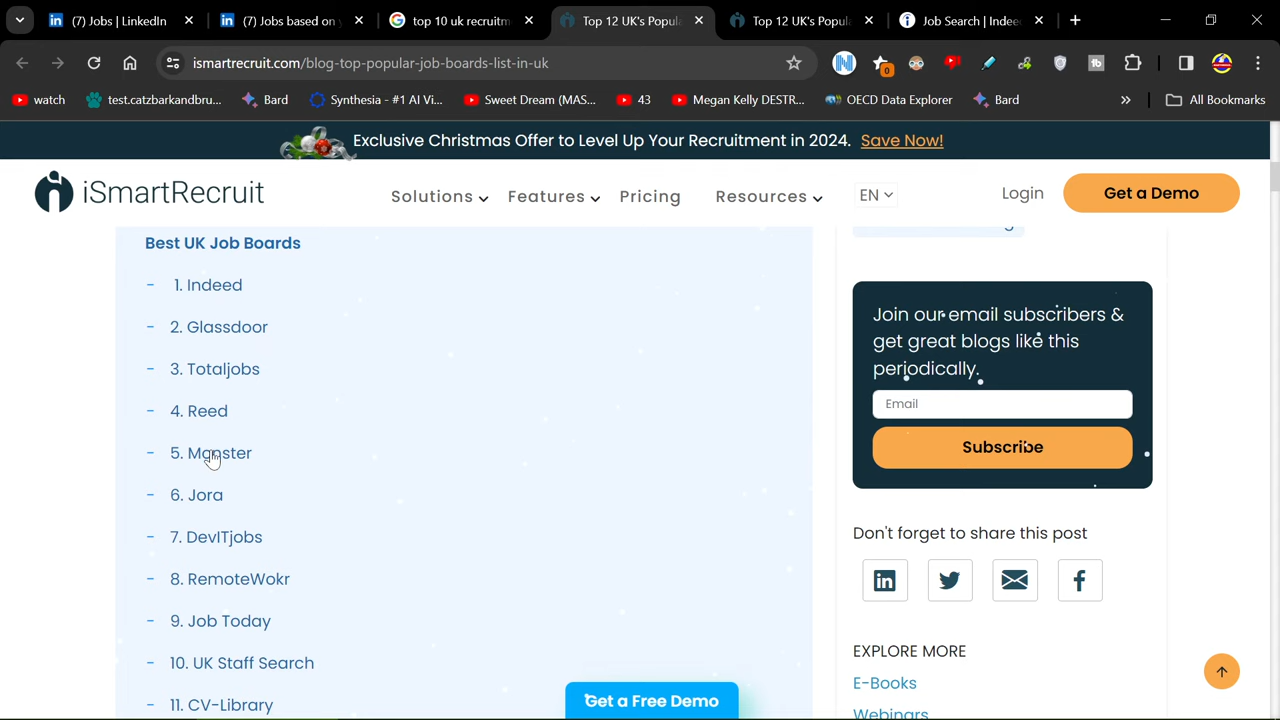 (7) Jobs | LinkedIn
(7) Jobs based on y
top 10 uk recruitm
Top 12 UK's Popula
Top 12 UK's Popul
Job Search | Indee
ismartrecruit.com/blog-top-popular-job-boards-list-in-uk
0
watch
test.catzbarkandbru...
Bard
Synthesia - #1 AI Vi...
Sweet Dream (MAS...
43
Megan Kelly DESTR...
OECD Data Explorer
Bard
All Bookmarks
Exclusive Christmas Offer to Level Up Your Recruitment in 2024. Save Now!
iSmartRecruit
Solutions
Features
Pricing
Resources
EN
Login
Get a Demo
Best UK Job Boards
- 1. Indeed
- 2. Glassdoor
- 3. Totaljobs
- 4. Reed
- 5. Monster
- 6. Jora
- 7. DevITjobs
- 8. RemoteWokr
- 9. Job Today
- 10. UK Staff Search
- 11. CV-Library
Get a Free Demo
Join our email subscribers &
get great blogs like this
periodically.
Email
Subscribe
Don't forget to share this post
EXPLORE MORE
E-Books
Webinars